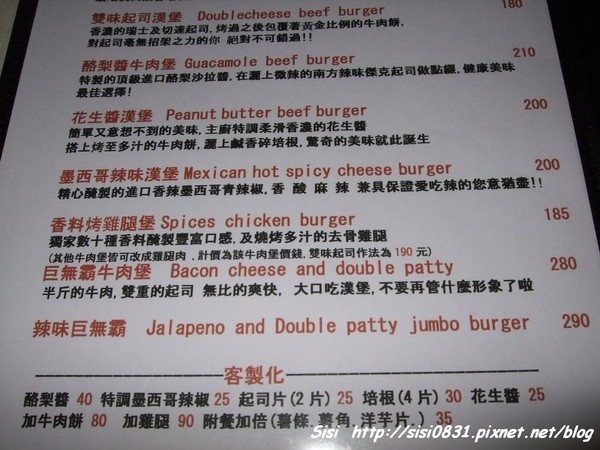 180
雙味起司漢堡 Doublecheese beef burger
香濃的瑞士及切達起司,烤過之後包覆著黃金比例的牛肉餅,
對起司毫無招架之力的你 絕對不可錯過!!
酪梨醬牛肉堡 Guacamole beef burger 210
特製的頂級進口酪梨沙拉醬,在灑上微辣的南方辣味傑克起司做點綴,健康美味
最佳選擇!
花生醬漢堡 Peanut butter beef burger 200
簡單又意想不到的美味,主廚特調柔滑香濃的花生醬
搭上烤至多汁的牛肉餅,灑上鹹香碎培根,驚奇的美味就此誕生
墨西哥辣味漢堡 Mexican hot spicy cheese burger 200
精心醃製的進口香辣墨西哥青辣椒,香 酸 麻 辣 兼具保證愛吃辣的您意猶盡!!
香料烤雞腿堡 Spices chicken burger 185
獨家數十種香料醃製豐富口感,及燒烤多汁的去骨雞腿
(其他牛肉堡皆可改成雞腿肉 ,計價為該牛肉堡價錢,雙味起司作法為 190 元)
巨無霸牛肉堡 Bacon cheese and double patty 280
半斤的牛肉,雙重的起司 無比的爽快, 大口吃漢堡,不要再管什麼形象了啦
辣味巨無霸 Jalapeno and Double patty jumbo burger 290
客製化
酪梨醬 40 特調墨西哥辣椒 25 起司片(2 片) 25 培根(4 片) 30 花生醬 25
加牛肉餅 80 加雞腿 90 附餐加倍(薯條.薯角.洋芋片.) 35
Sisi http://sisi0831.pixnet.net/blog